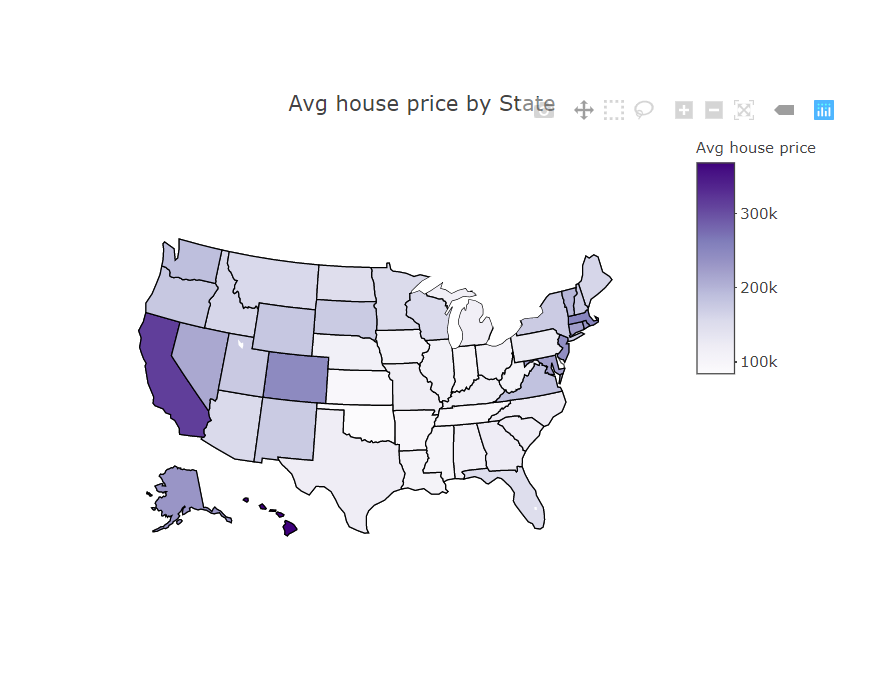 Avg house price by State
Avg house price
300k
200k
100k